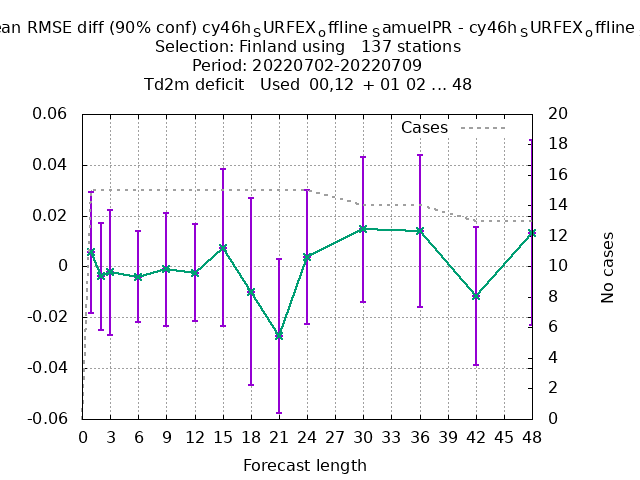 ean RMSE diff (90% conf) cy46h_SURFEX_offline_SamuelPR - cy46h_SURFEX_offline
Selection: Finland using 137 stations
Period: 20220702-20220709
Td2m deficit Used 00,12 + 01 02 ... 48
Cases
0.06
0.04
0.02
0
-0.02
-0.04
-0.06
20
18
16
14
12
10
8
6
4
2
0
No cases
0 3 6 9 12 15 18 21 24 27 30 33 36 39 42 45 48
Forecast length